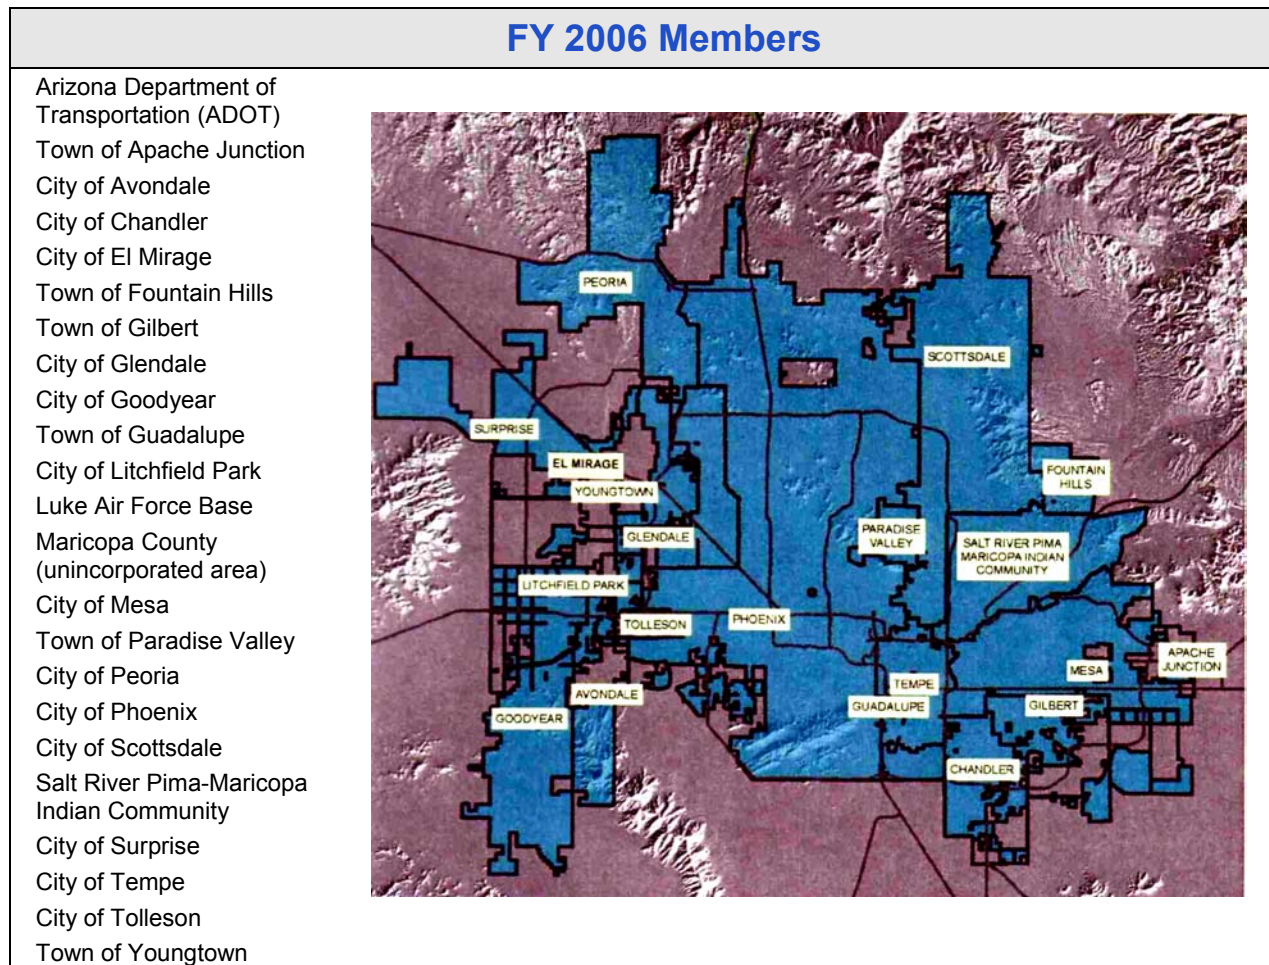 FY 2006 Members
Arizona Department of
Transportation (ADOT)
Town of Apache Junction
City of Avondale
City of Chandler
City of El Mirage
Town of Fountain Hills
Town of Gilbert
City of Glendale
City of Goodyear
Town of Guadalupe
City of Litchfield Park
Luke Air Force Base
Maricopa County
(unincorporated area)
City of Mesa
Town of Paradise Valley
City of Peoria
City of Phoenix
City of Scottsdale
Salt River Pima-Maricopa
Indian Community
City of Surprise
City of Tempe
City of Tolleson
Town of Youngtown
PEORIA
SCOTTSDALE
SURPRISE
EL MIRAGE
FOUNTAIN
HILLS
YOUNGTOWN
GLENDALE
PARADISE
VALLEY
SALT RIVER PIMA
MARICOPA INDIAN
COMMUNITY
LITCHFIELD PARK
TOLLESON
PHOENIX
APACHE
JUNCTION
MESA
TEMPE
AVONDALE
GUADALUPE
GILBERT
GOODYEAR
CHANDLER